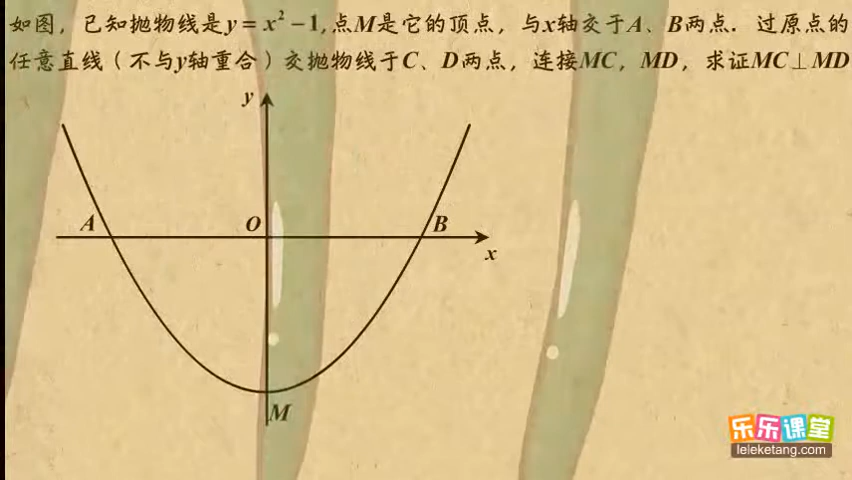 如图，已知抛物线是y=x²-1,点M是它的顶点，与x轴交于A、B两点．过原点的
任意直线（不与y轴重合）交抛物线于C、D两点，连接MC，MD，求证MC⊥MD
y
A
O
B
x
M
乐乐课堂
leleketang.com